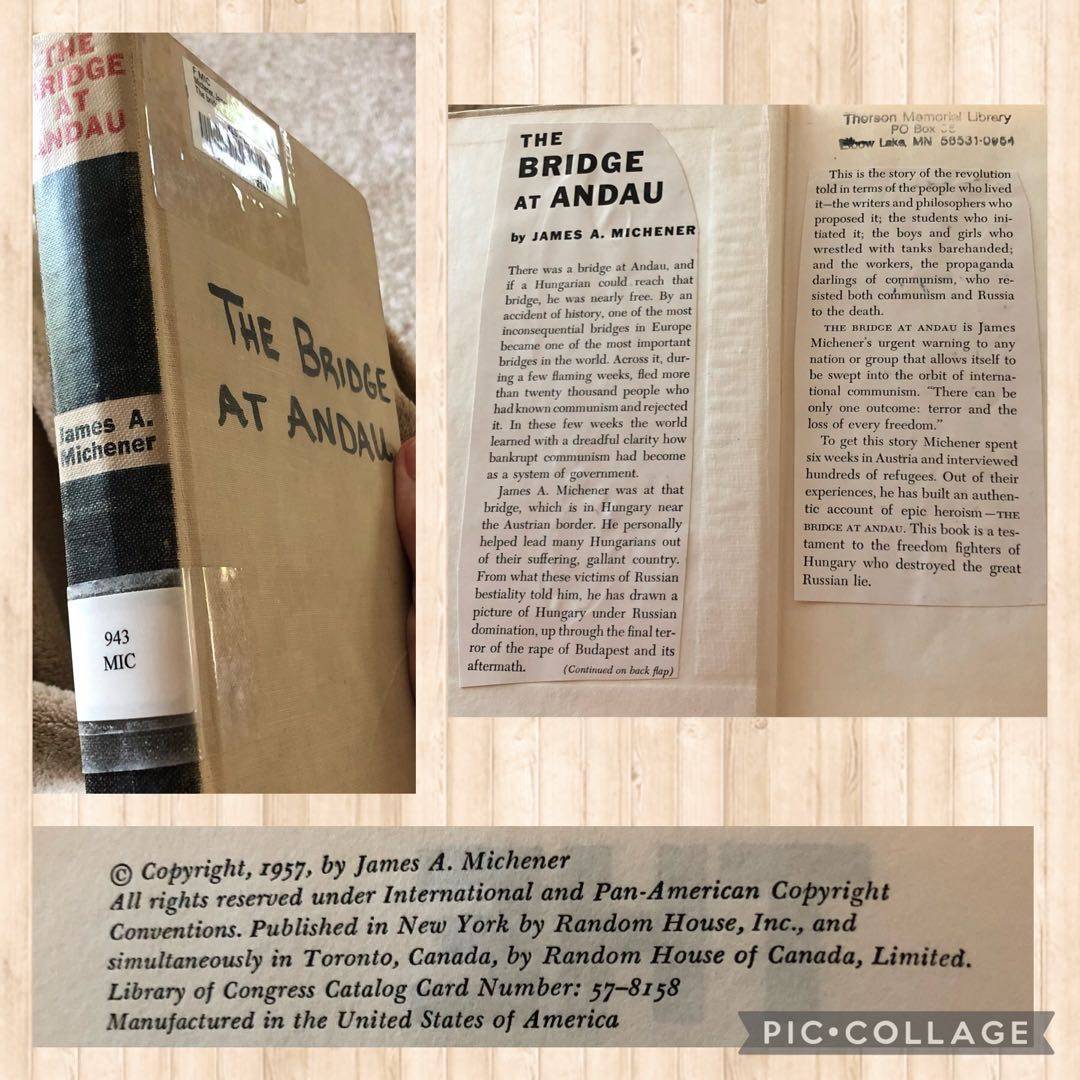 THE
BRIDGE
AT
ANDAU
James A.
Michener
943
MIC
F MIC
THE BRIDGE
AT ANDAU
THE
BRIDGE
AT ANDAU
by JAMES A. MICHENER
There was a bridge at Andau, and
if a Hungarian could reach that
bridge, he was nearly free. By an
accident of history, one of the most
inconsequential bridges in Europe
became one of the most important
bridges in the world. Across it, dur-
ing a few flaming weeks, fled more
than twenty thousand people who
had known communism and rejected
it. In these few weeks the world
learned with a dreadful clarity how
bankrupt communism had become
as a system of government.
James A. Michener was at that
bridge, which is in Hungary near
the Austrian border. He personally
helped lead many Hungarians out
of their suffering, gallant country.
From what these victims of Russian
bestiality told him, he has drawn a
picture of Hungary under Russian
domination, up through the final ter-
ror of the rape of Budapest and its
aftermath. (Continued on back flap)
Thorson Memorial Library
PO Box
Elbow Lake, MN 56531-0054
This is the story of the revolution
told in terms of the people who lived
it—the writers and philosophers who
proposed it; the students who ini-
tiated it; the boys and girls who
wrestled with tanks barehanded;
and the workers, the propaganda
darlings of communism, who re-
sisted both communism and Russia
to the death.
THE BRIDGE AT ANDAU is James
Michener's urgent warning to any
nation or group that allows itself to
be swept into the orbit of interna-
tional communism. “There can be
only one outcome: terror and the
loss of every freedom.”
To get this story Michener spent
six weeks in Austria and interviewed
hundreds of refugees. Out of their
experiences, he has built an authen-
tic account of epic heroism—THE
BRIDGE AT ANDAU. This book is a tes-
tament to the freedom fighters of
Hungary who destroyed the great
Russian lie.
© Copyright, 1957, by James A. Michener
All rights reserved under International and Pan-American Copyright
Conventions. Published in New York by Random House, Inc., and
simultaneously in Toronto, Canada, by Random House of Canada, Limited.
Library of Congress Catalog Card Number: 57–8158
Manufactured in the United States of America
PIC•COLLAGE